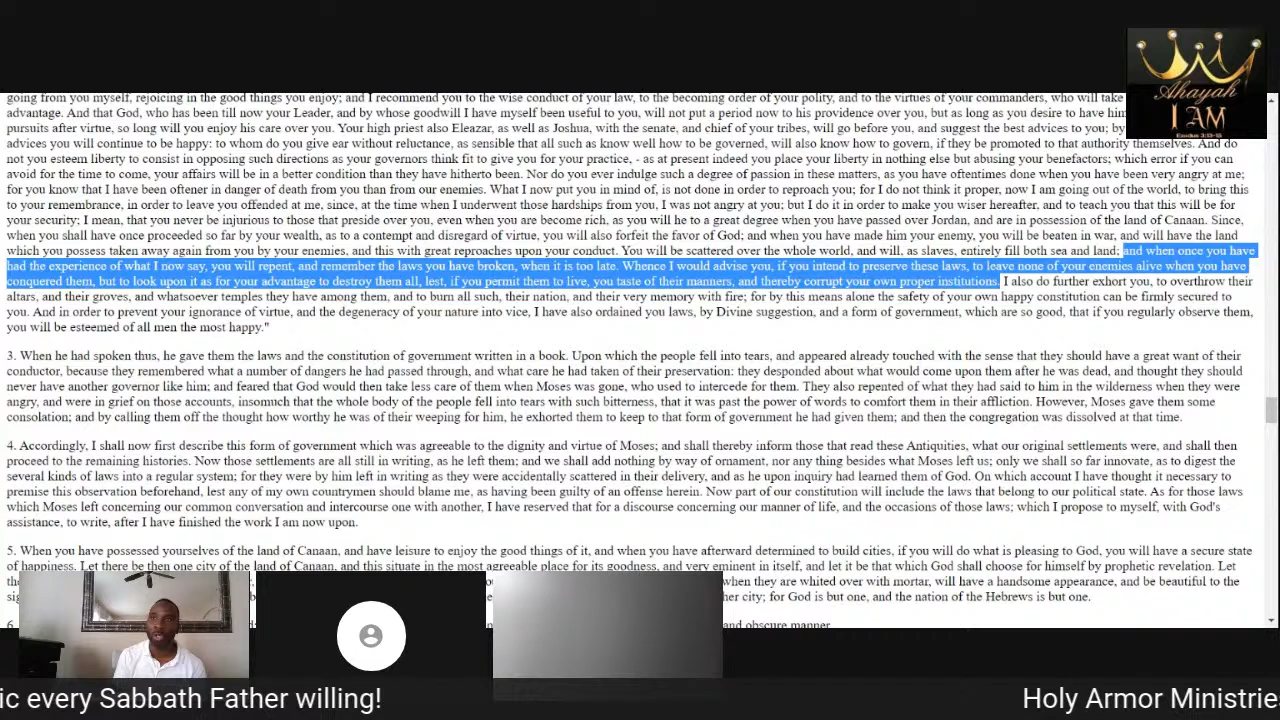 Ahayah
I AM
Exodus 3:13-15
going from you myself, rejoicing in the good things you enjoy; and I recommend you to the wise conduct of your law, to the becoming order of your polity, and to the virtues of your commanders, who will take
advantage. And that God, who has been till now your Leader, and by whose goodwill I have myself been useful to you, will not put a period now to his providence over you, but as long as you desire to have him
pursuits after virtue, so long will you enjoy his care over you. Your high priest also Eleazar, as well as Joshua, with the senate, and chief of your tribes, will go before you, and suggest the best advices to you; by
advices you will continue to be happy: to whom do you give ear without reluctance, as sensible that all such as know well how to be governed, will also know how to govern, if they be promoted to that authority themselves. And do
not you esteem liberty to consist in opposing such directions as your governors think fit to give you for your practice, - as at present indeed you place your liberty in nothing else but abusing your benefactors; which error if you can
avoid for the time to come, your affairs will be in a better condition than they have hitherto been. Nor do you ever indulge such a degree of passion in these matters, as you have oftentimes done when you have been very angry at me;
for you know that I have been oftener in danger of death from you than from our enemies. What I now put you in mind of, is not done in order to reproach you; for I do not think it proper, now I am going out of the world, to bring this
to your remembrance, in order to leave you offended at me, since, at the time when I underwent those hardships from you, I was not angry at you; but I do it in order to make you wiser hereafter, and to teach you that this will be for
your security; I mean, that you never be injurious to those that preside over you, even when you are become rich, as you will he to a great degree when you have passed over Jordan, and are in possession of the land of Canaan. Since,
when you shall have once proceeded so far by your wealth, as to a contempt and disregard of virtue, you will also forfeit the favor of God; and when you have made him your enemy, you will be beaten in war, and will have the land
which you possess taken away again from you by your enemies, and this with great reproaches upon your conduct. You will be scattered over the whole world, and will, as slaves, entirely fill both sea and land; and when once you have
had the experience of what I now say, you will repent, and remember the laws you have broken, when it is too late. Whence I would advise you, if you intend to preserve these laws, to leave none of your enemies alive when you have
conquered them, but to look upon it as for your advantage to destroy them all, lest, if you permit them to live, you taste of their manners, and thereby corrupt your own proper institutions. I also do further exhort you, to overthrow their
altars, and their groves, and whatsoever temples they have among them, and to burn all such, their nation, and their very memory with fire; for by this means alone the safety of your own happy constitution can be firmly secured to
you. And in order to prevent your ignorance of virtue, and the degeneracy of your nature into vice, I have also ordained you laws, by Divine suggestion, and a form of government, which are so good, that if you regularly observe them,
you will be esteemed of all men the most happy."
3. When he had spoken thus, he gave them the laws and the constitution of government written in a book. Upon which the people fell into tears, and appeared already touched with the sense that they should have a great want of their
conductor, because they remembered what a number of dangers he had passed through, and what care he had taken of their preservation: they desponded about what would come upon them after he was dead, and thought they should
never have another governor like him; and feared that God would then take less care of them when Moses was gone, who used to intercede for them. They also repented of what they had said to him in the wilderness when they were
angry, and were in grief on those accounts, insomuch that the whole body of the people fell into tears with such bitterness, that it was past the power of words to comfort them in their affliction. However, Moses gave them some
consolation; and by calling them off the thought how worthy he was of their weeping for him, he exhorted them to keep to that form of government he had given them; and then the congregation was dissolved at that time.
4. Accordingly, I shall now first describe this form of government which was agreeable to the dignity and virtue of Moses; and shall thereby inform those that read these Antiquities, what our original settlements were, and shall then
proceed to the remaining histories. Now those settlements are all still in writing, as he left them; and we shall add nothing by way of ornament, nor any thing besides what Moses left us; only we shall so far innovate, as to digest the
several kinds of laws into a regular system; for they were by him left in writing as they were accidentally scattered in their delivery, and as he upon inquiry had learned them of God. On which account I have thought it necessary to
premise this observation beforehand, lest any of my own countrymen should blame me, as having been guilty of an offense herein. Now part of our constitution will include the laws that belong to our political state. As for those laws
which Moses left concerning our common conversation and intercourse one with another, I have reserved that for a discourse concerning our manner of life, and the occasions of those laws; which I propose to myself, with God's
assistance, to write, after I have finished the work I am now upon.
5. When you have possessed yourselves of the land of Canaan, and have leisure to enjoy the good things of it, and when you have afterward determined to build cities, if you will do what is pleasing to God, you will have a secure state
of happiness. Let there be then one city of the land of Canaan, and this situate in the most agreeable place for its goodness, and very eminent in itself, and let it be that which God shall choose for himself by prophetic revelation. Let
when they are whited over with mortar, will have a handsome appearance, and be beautiful to the
her city; for God is but one, and the nation of the Hebrews is but one.
and obscure manner
ic every Sabbath Father willing!
Holy Armor Ministrie